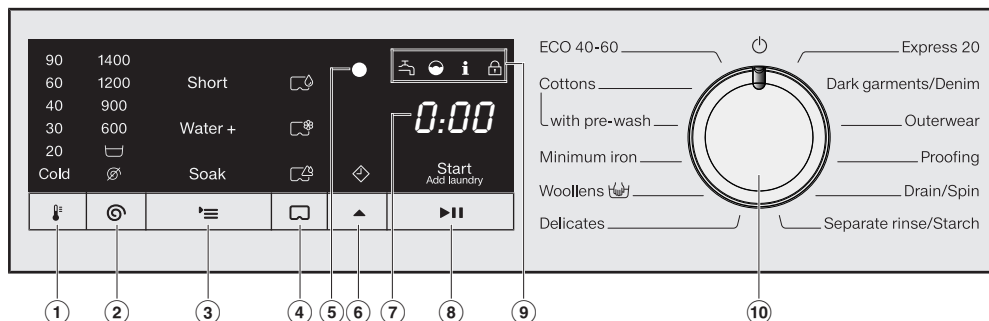 90 1400
60 1200 Short
40 900
30 600 Water +
20
Cold Soak
i
0:00
Start
Add laundry
ECO 40-60
Cottons
with pre-wash
Minimum iron
Woollens
Delicates
Express 20
Dark garments/Denim
Outerwear
Proofing
Drain/Spin
Separate rinse/Starch
1 2 3 4 5 6 7 8 9 10